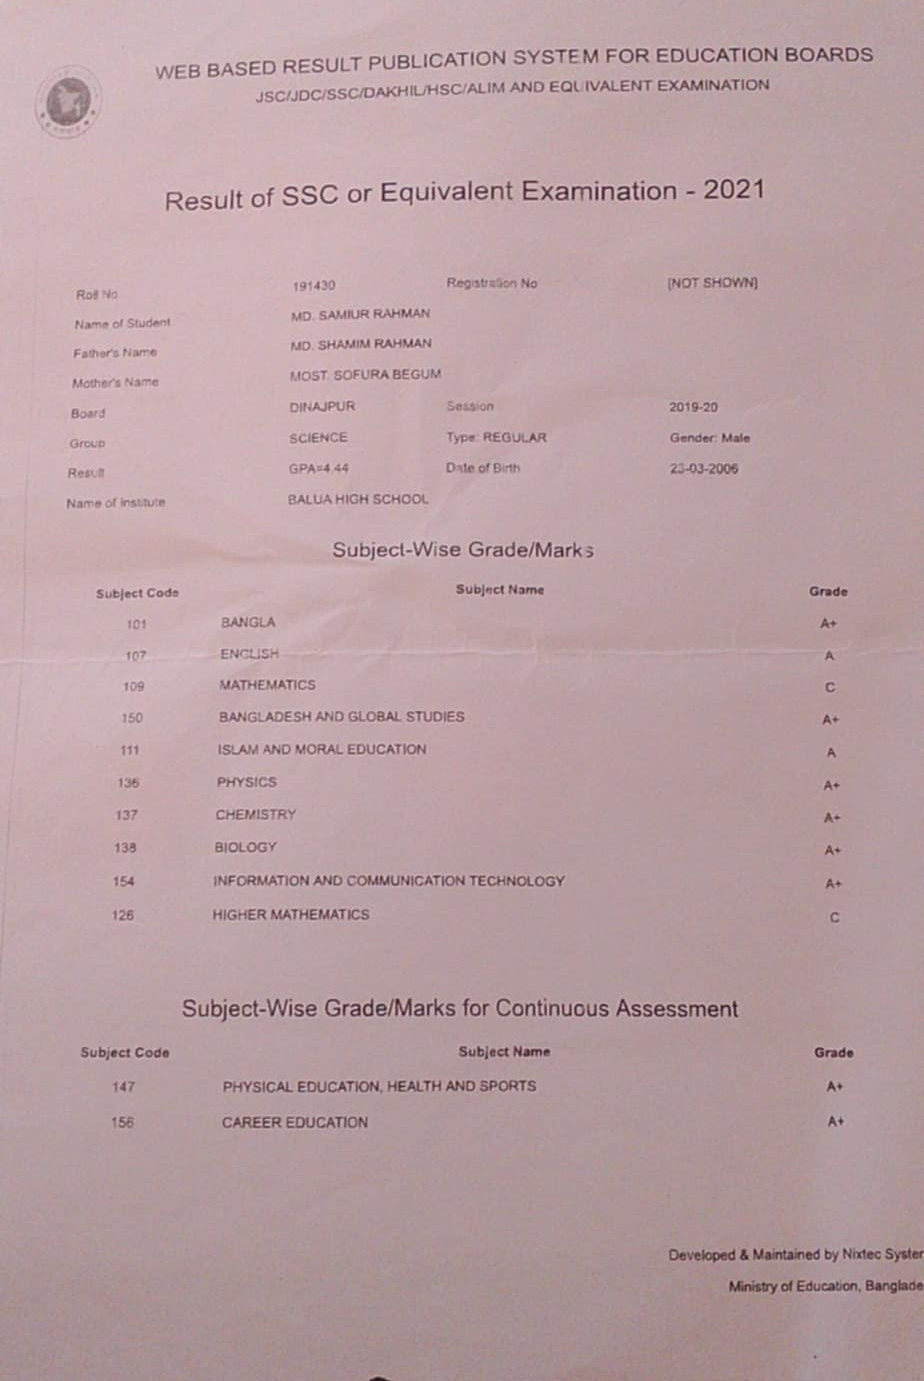 WEB BASED RESULT PUBLICATION SYSTEM FOR EDUCATION BOARDS
JSC/JDC/SSC/DAKHIL/HSC/ALIM AND EQUIVALENT EXAMINATION
Result of SSC or Equivalent Examination - 2021
Roll No 191430 Registration No [NOT SHOWN]
Name of Student MD. SAMIUR RAHMAN
Father's Name MD. SHAMIM RAHMAN
Mother's Name MOST. SOFURA BEGUM
Board DINAJPUR Session 2019-20
Group SCIENCE Type: REGULAR Gender: Male
Result GPA=4.44 Date of Birth 23-03-2006
Name of Institute BALUA HIGH SCHOOL
Subject-Wise Grade/Marks
Subject Code Subject Name Grade
101 BANGLA A+
107 ENGLISH A
109 MATHEMATICS C
150 BANGLADESH AND GLOBAL STUDIES A+
111 ISLAM AND MORAL EDUCATION A
136 PHYSICS A+
137 CHEMISTRY A+
138 BIOLOGY A+
154 INFORMATION AND COMMUNICATION TECHNOLOGY A+
126 HIGHER MATHEMATICS C
Subject-Wise Grade/Marks for Continuous Assessment
Subject Code Subject Name Grade
147 PHYSICAL EDUCATION, HEALTH AND SPORTS A+
156 CAREER EDUCATION A+
Developed & Maintained by Nixtec Syster
Ministry of Education, Banglade